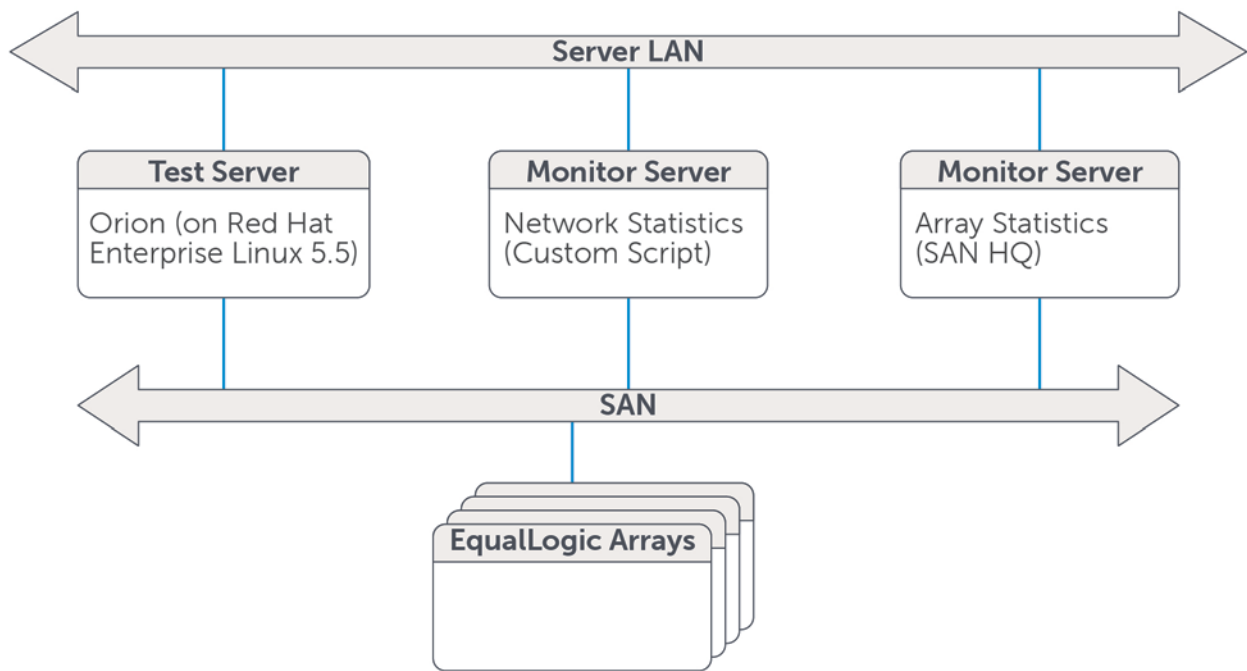 Server LAN
Test Server
Orion (on Red Hat
Enterprise Linux 5.5)
Monitor Server
Network Statistics
(Custom Script)
Monitor Server
Array Statistics
(SAN HQ)
SAN
EqualLogic Arrays